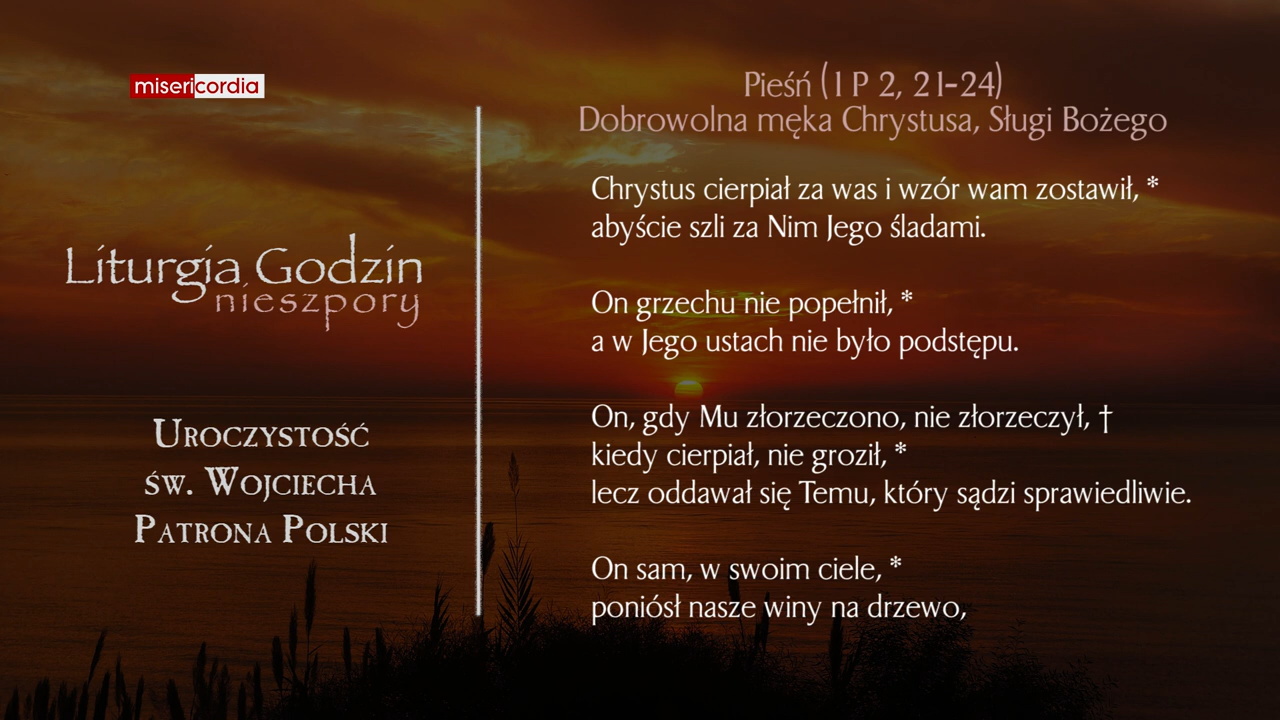 misericordia
Liturgia Godzin
nieszpory
Uroczystość
św. Wojciecha
Patrona Polski
Pieśń (1 P 2, 21-24)
Dobrowolna męka Chrystusa, Sługi Bożego
Chrystus cierpiał za was i wzór wam zostawił, *
abyście szli za Nim Jego śladami.
On grzechu nie popełnił, *
a w Jego ustach nie było podstępu.
On, gdy Mu złorzeczono, nie złorzeczył, †
kiedy cierpiał, nie groził, *
lecz oddawał się Temu, który sądzi sprawiedliwie.
On sam, w swoim ciele, *
poniósł nasze winy na drzewo,